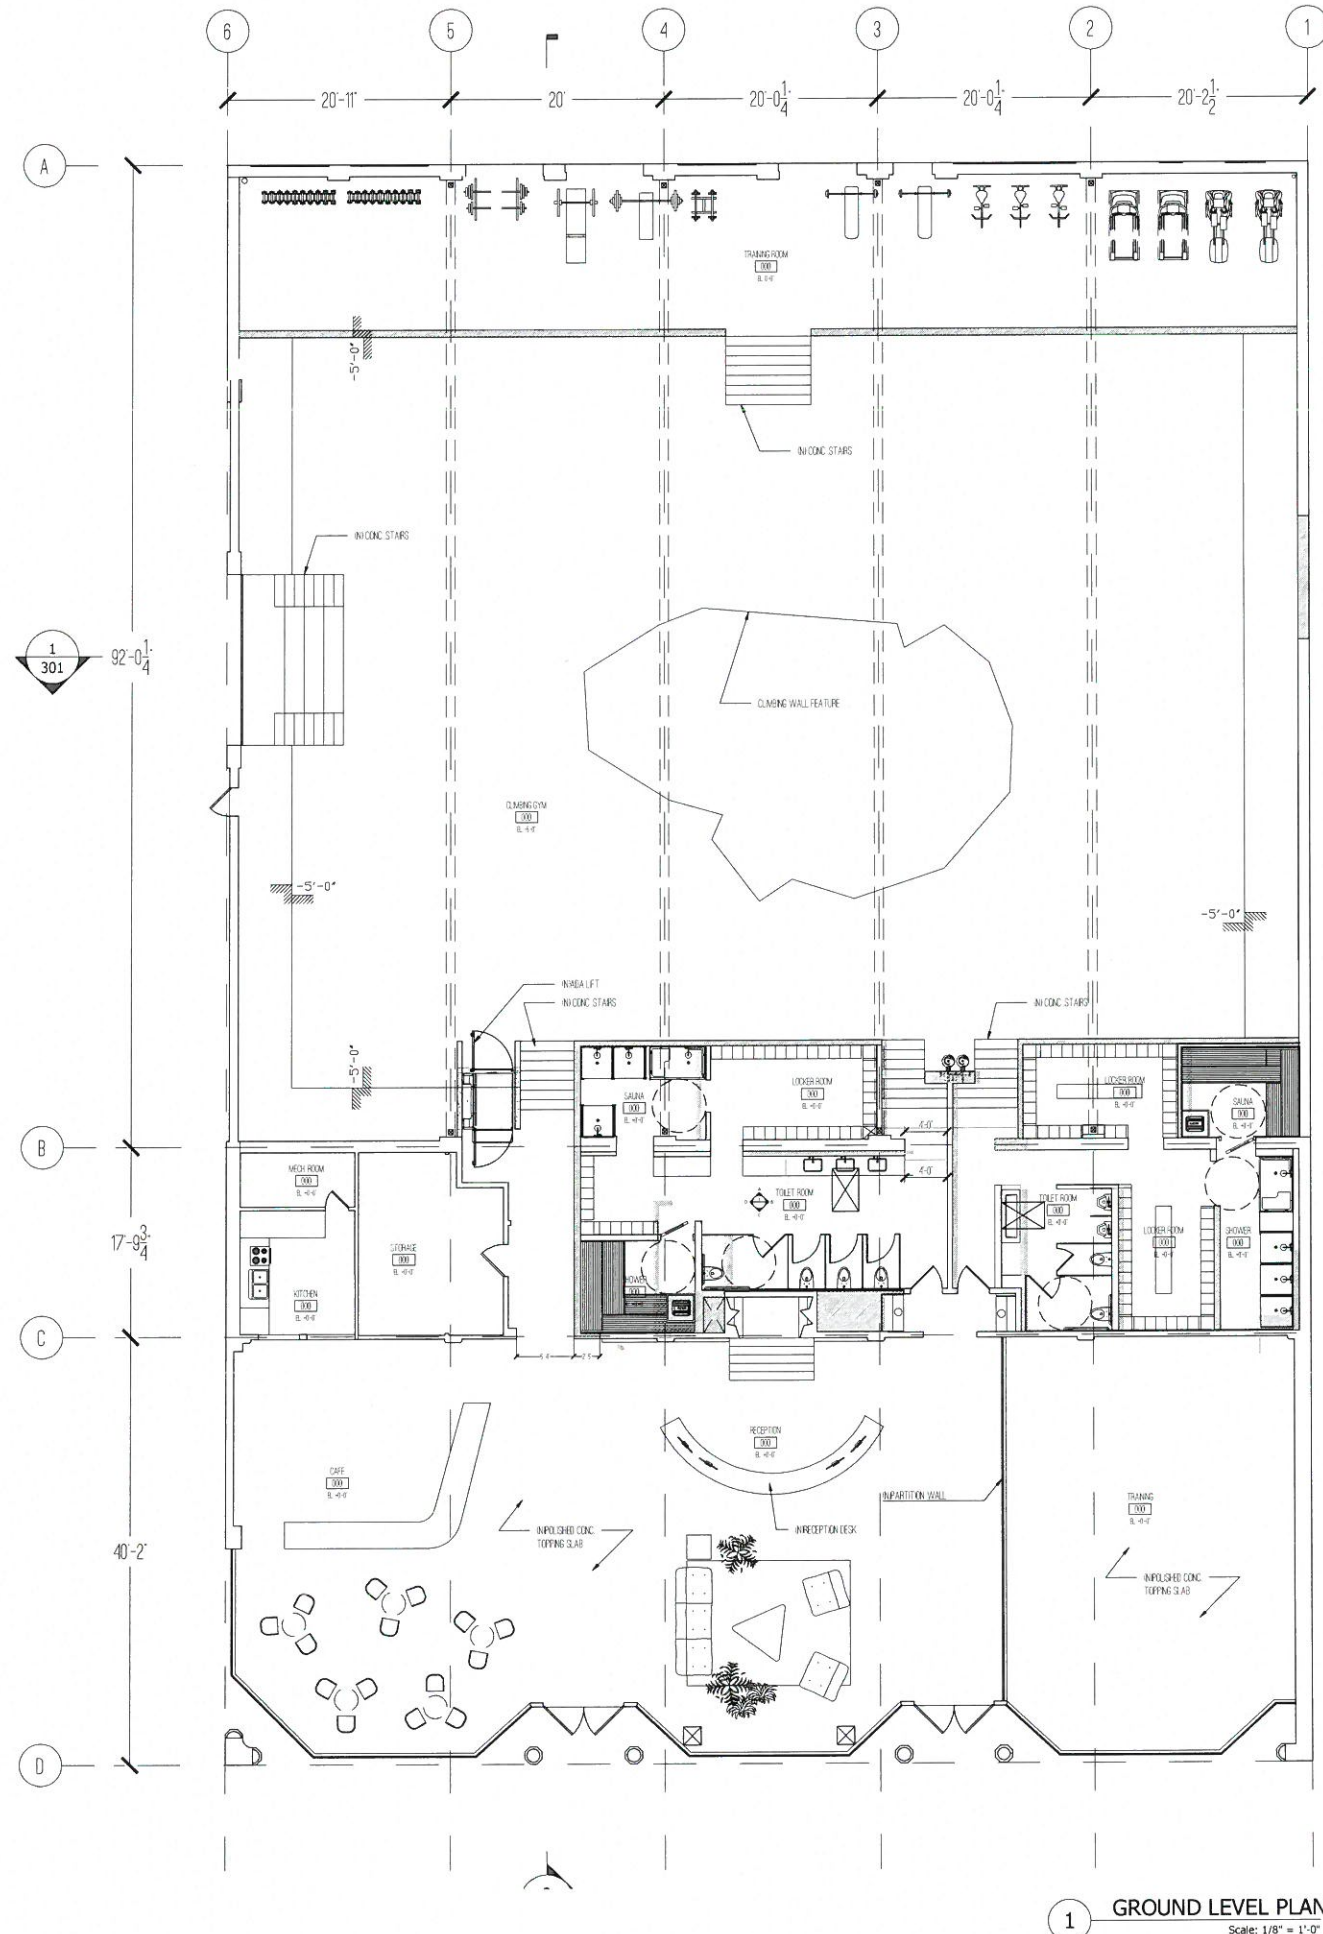 6 5 4 3 2 1
20'-11" 20' 20'-0 1/4" 20'-0 1/4" 20'-2 1/2"
A
TRAINING ROOM
000
-5'-0"
(N) CONC STAIRS
(N) CONC STAIRS
1
301
92'-0 1/4"
CLIMBING WALL FEATURE
CLIMBING GYM
000
-5'-0"
-5'-0"
(N) ADA LIFT
(N) CONC STAIRS
(N) CONC STAIRS
-5'-0"
SAUNA
000
LOCKER ROOM
000
LOCKER ROOM
000
SAUNA
000
4'-0"
B
MECH ROOM
000
4'-0"
TOILET ROOM
000
TOILET ROOM
000
17'-9 3/4"
STORAGE
000
LOCKER ROOM
000
SHOWER
000
KITCHEN
000
HOWER
000
C
RECEPTION
000
CAFE
000
(N) PARTITION WALL
TRAINING
000
(N) POLISHED CONC
TOPPING SLAB
(N) RECEPTION DESK
40'-2"
(N) POLISHED CONC
TOPPING SLAB
D
1
GROUND LEVEL PLAN
Scale: 1/8" = 1'-0"